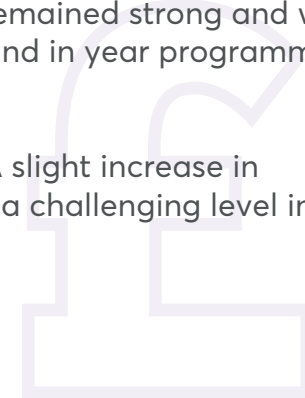 emained strong and
nd in year programm
slight increase in
a challenging level in